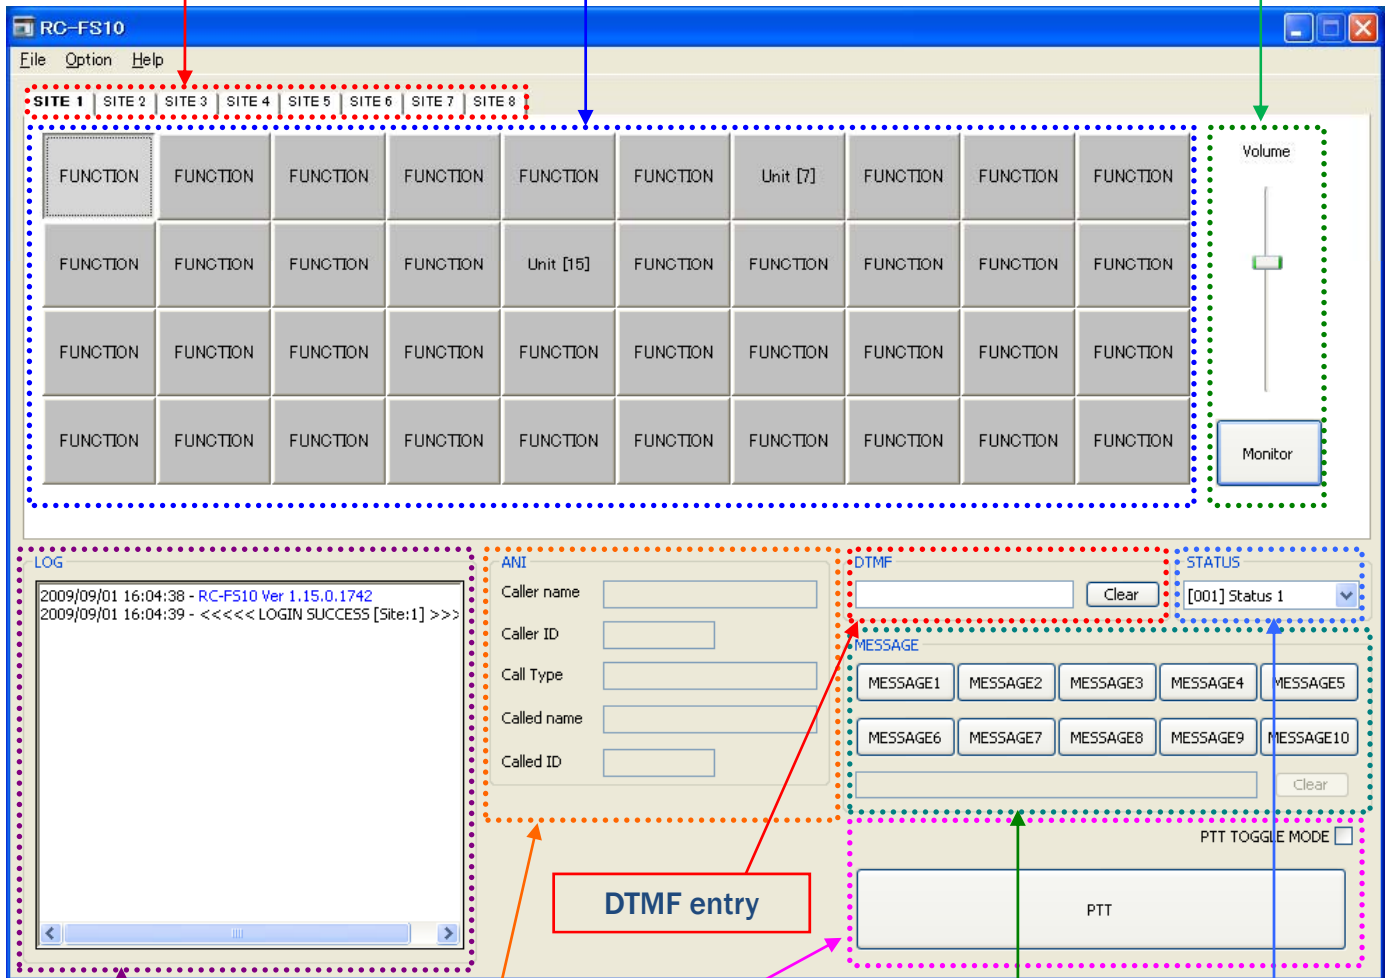 RC-FS10
File Option Help
SITE 1 SITE 2 SITE 3 SITE 4 SITE 5 SITE 6 SITE 7 SITE 8
FUNCTION FUNCTION FUNCTION FUNCTION FUNCTION FUNCTION Unit [7] FUNCTION FUNCTION FUNCTION
FUNCTION FUNCTION FUNCTION FUNCTION Unit [15] FUNCTION FUNCTION FUNCTION FUNCTION FUNCTION
FUNCTION FUNCTION FUNCTION FUNCTION FUNCTION FUNCTION FUNCTION FUNCTION FUNCTION FUNCTION
FUNCTION FUNCTION FUNCTION FUNCTION FUNCTION FUNCTION FUNCTION FUNCTION FUNCTION FUNCTION
Volume
Monitor
LOG
2009/09/01 16:04:38 - RC-FS10 Ver 1.15.0.1742
2009/09/01 16:04:39 - <<<<< LOGIN SUCCESS [Site:1] >>>
ANI
Caller name
Caller ID
Call Type
Called name
Called ID
DTMF
Clear
STATUS
[001] Status 1
MESSAGE
MESSAGE1 MESSAGE2 MESSAGE3 MESSAGE4 MESSAGE5
MESSAGE6 MESSAGE7 MESSAGE8 MESSAGE9 MESSAGE10
Clear
PTT TOGGLE MODE
PTT
DTMF entry